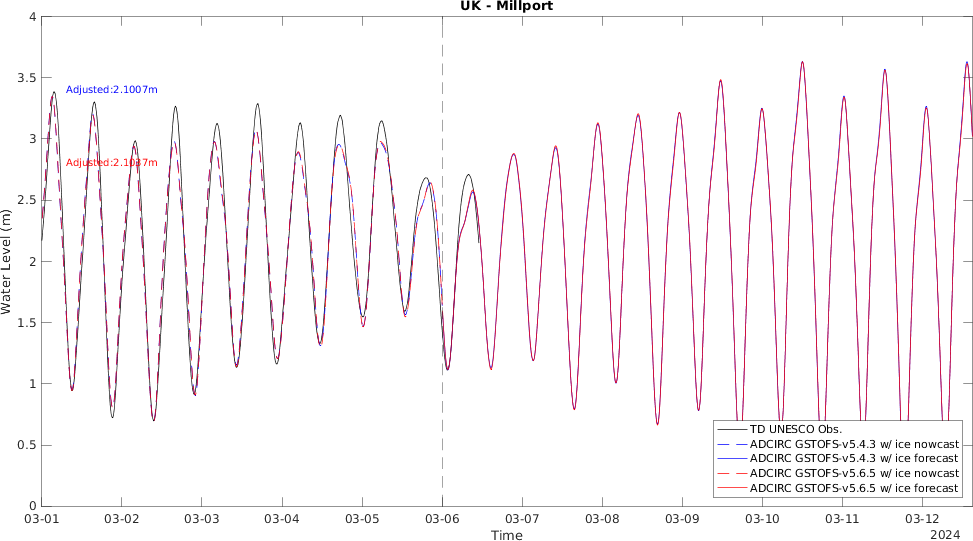 UK - Millport
4
3.5
3
2.5
2
1.5
1
0.5
0
Water Level (m)
Adjusted:2.1007m
Adjusted:2.1037m
TD UNESCO Obs.
ADCIRC GSTOFS-v5.4.3 w/ ice nowcast
ADCIRC GSTOFS-v5.4.3 w/ ice forecast
ADCIRC GSTOFS-v5.6.5 w/ ice nowcast
ADCIRC GSTOFS-v5.6.5 w/ ice forecast
03-01 03-02 03-03 03-04 03-05 03-06 03-07 03-08 03-09 03-10 03-11 03-12
Time
2024